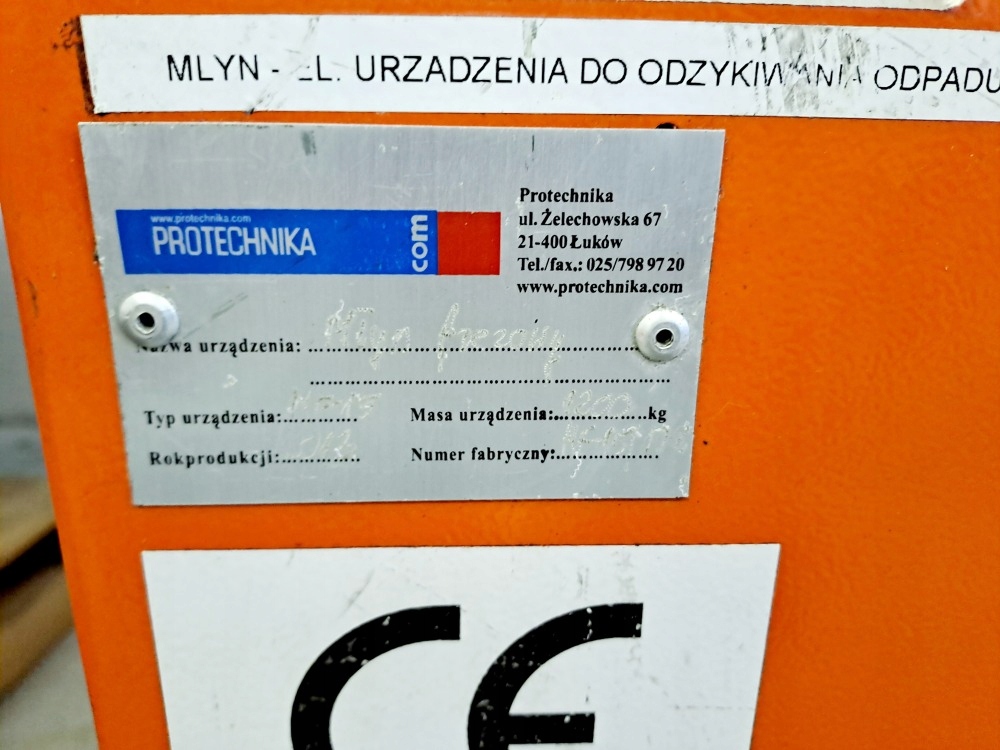 MLYN - EL. URZADZENIA DO ODZYKIWANIA ODPADU
www.protechnika.com
PROTECHNIKA
com
Protechnika
ul. Żelechowska 67
21-400 Łuków
Tel./fax.: 025/798 97 20
www.protechnika.com
Nazwa urządzenia:
Typ urządzenia:
Masa urządzenia: kg
Rokprodukcji:
Numer fabryczny:
CE